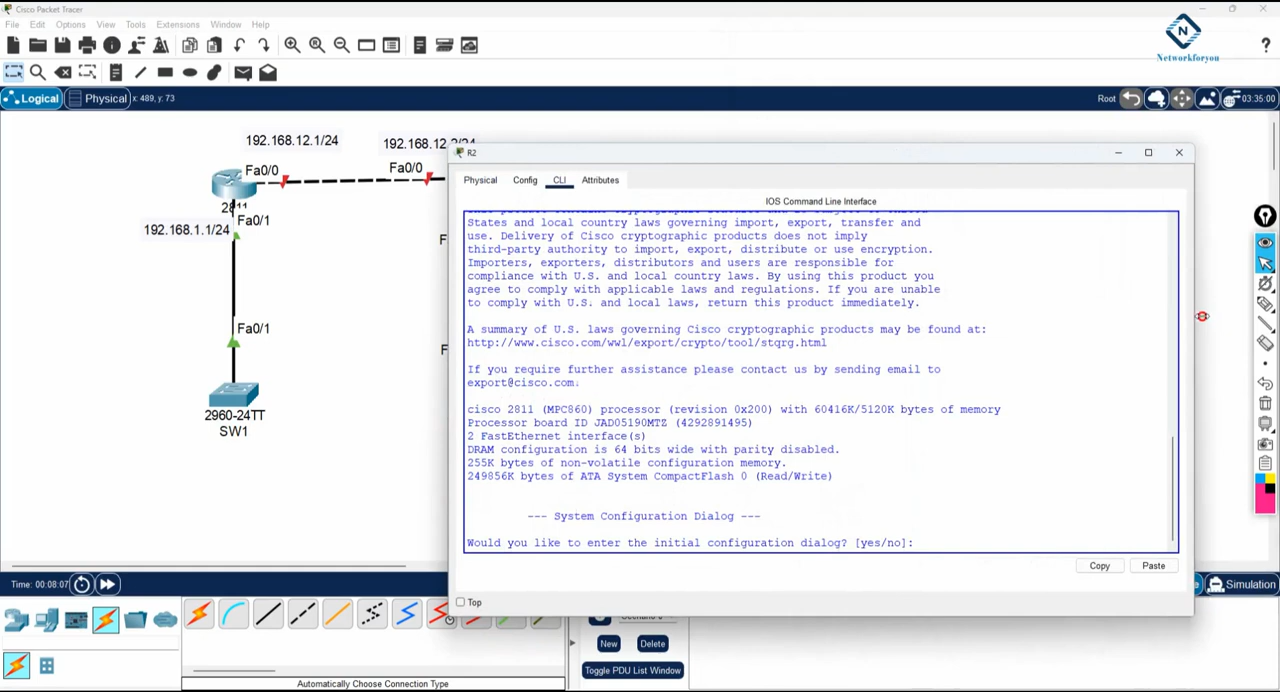 Cisco Packet Tracer
File Edit Options View Tools Extensions Window Help
N
Networkforyou
?
Logical
Physical
x: 489, y: 73
Root
03:35:00
192.168.12.1/24
Fa0/0
Fa0/0
2811
Fa0/1
192.168.1.1/24
Fa0/1
2960-24TT
SW1
R2
Physical Config CLI Attributes
IOS Command Line Interface
States and local country laws governing import, export, transfer and
use. Delivery of Cisco cryptographic products does not imply
third-party authority to import, export, distribute or use encryption.
Importers, exporters, distributors and users are responsible for
compliance with U.S. and local country laws. By using this product you
agree to comply with applicable laws and regulations. If you are unable
to comply with U.S. and local laws, return this product immediately.
A summary of U.S. laws governing Cisco cryptographic products may be found at:
http://www.cisco.com/wwl/export/crypto/tool/stqrg.html
If you require further assistance please contact us by sending email to
export@cisco.com.
cisco 2811 (MPC860) processor (revision 0x200) with 60416K/5120K bytes of memory
Processor board ID JAD05190MTZ (4292891495)
2 FastEthernet interface(s)
DRAM configuration is 64 bits wide with parity disabled.
255K bytes of non-volatile configuration memory.
249856K bytes of ATA System CompactFlash 0 (Read/Write)
--- System Configuration Dialog ---
Would you like to enter the initial configuration dialog? [yes/no]:
Copy
Paste
Top
Time: 00:08:07
Simulation
New
Delete
Toggle PDU List Window
Automatically Choose Connection Type